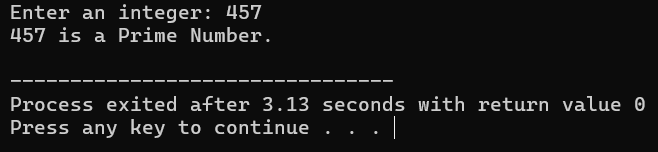 Enter an integer: 457
457 is a Prime Number.
--------------------------------
Process exited after 3.13 seconds with return value 0
Press any key to continue . . .